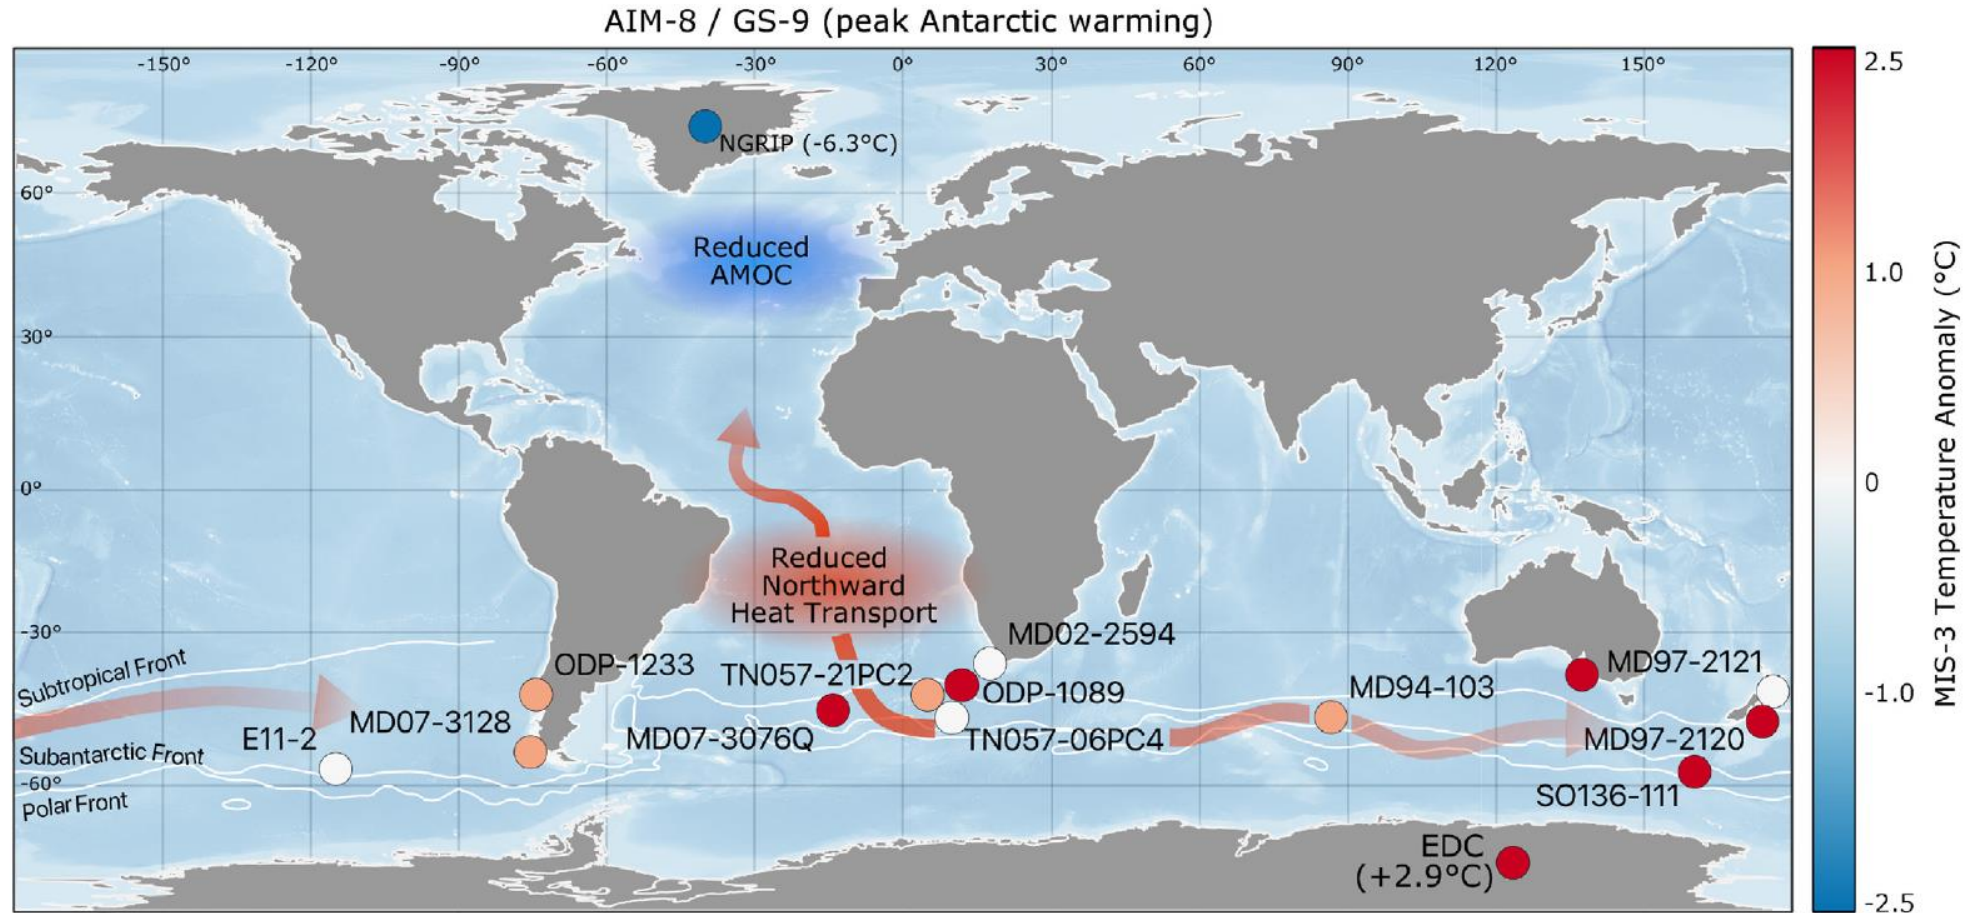 AIM-8 / GS-9 (peak Antarctic warming)
-150° -120° -90° -60° -30° 0° 30° 60° 90° 120° 150°
2.5
1.0
0
-1.0
-2.5
MIS-3 Temperature Anomaly (°C)
NGRIP (-6.3°C)
60°
Reduced
AMOC
30°
0°
Reduced
Northward
Heat Transport
-30°
MD02-2594
Subtropical Front
ODP-1233
TN057-21PC2
MD97-2121
ODP-1089
MD94-103
MD07-3128
E11-2
MD07-3076Q
TN057-06PC4
MD97-2120
Subantarctic Front
-60°
SO136-111
Polar Front
EDC
(+2.9°C)